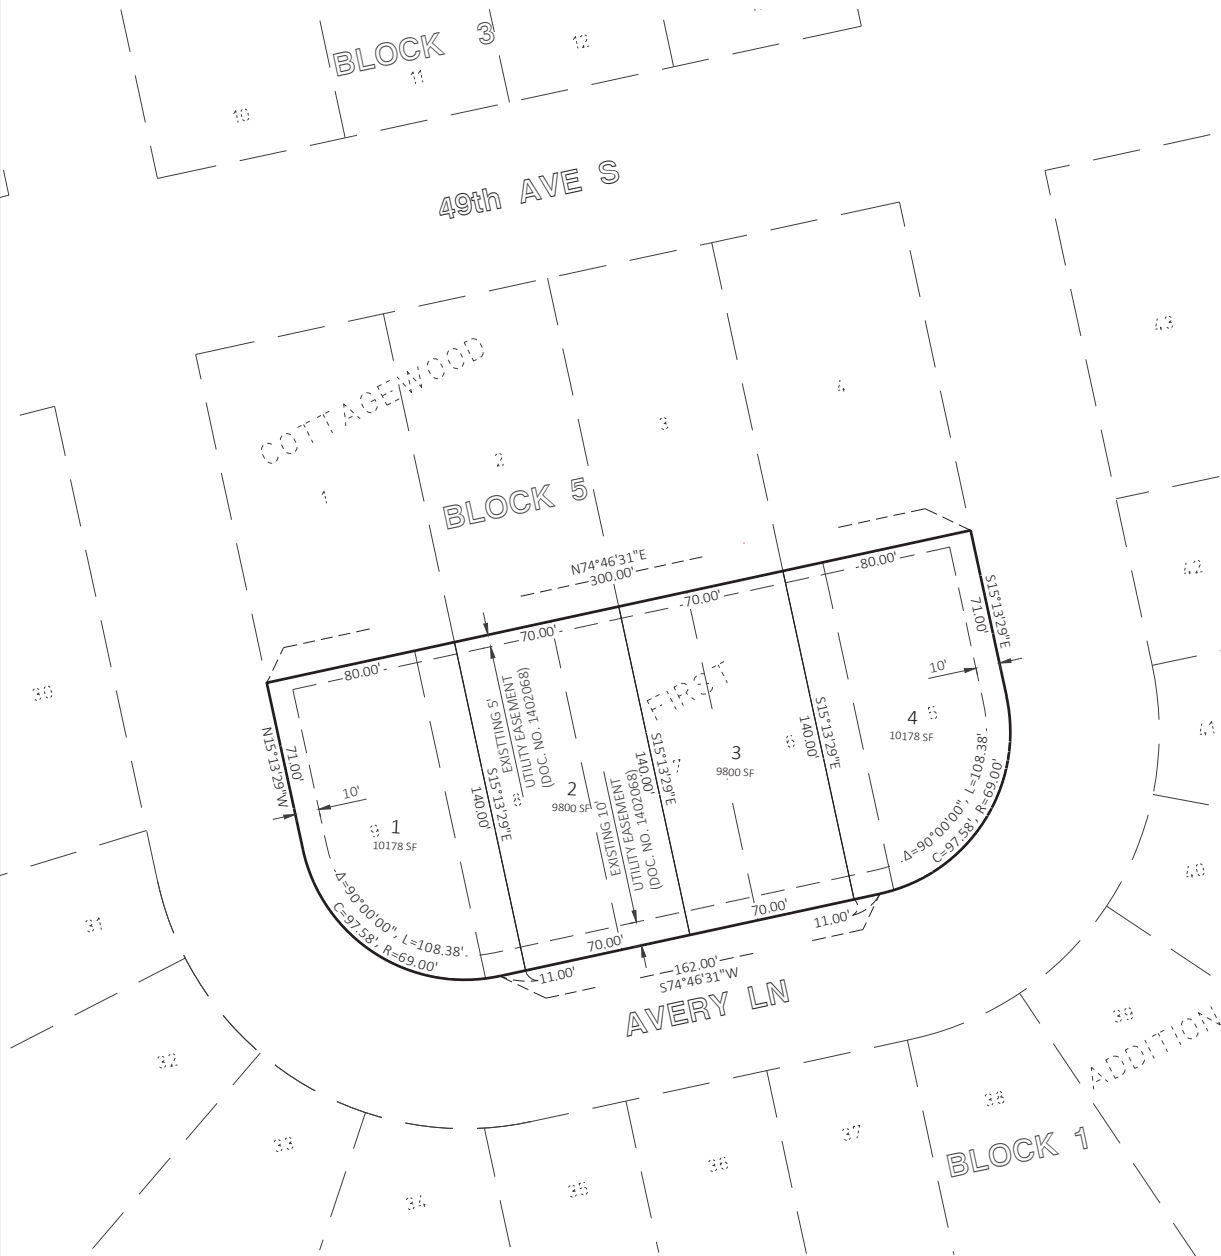 BLOCK 3
10
11
12
49th AVE S
COTTAGEWOOD
1
2
3
4
BLOCK 5
43
42
41
40
30
31
N74°46'31"E
300.00'
80.00'
70.00'
70.00'
80.00'
S15°13'29"E
71.00'
10'
N15°13'29"W
71.00'
10'
EXISTTING 5'
UTILITY EASEMENT
(DOC. NO. 1402068)
FIRST
S15°13'29"E
140.00'
S15°13'29"E
140.00'
S15°13'29"E
140.00'
EXISTING 10'
UTILITY EASEMENT
(DOC. NO. 1402068)
9
1
10178 SF
8
2
9800 SF
7
3
9800 SF
6
4
10178 SF
5
Δ=90°00'00", L=108.38'
C=97.58', R=69.00'
Δ=90°00'00", L=108.38'
C=97.58', R=69.00'
11.00'
70.00'
70.00'
11.00'
162.00'
S74°46'31"W
AVERY LN
32
33
34
35
36
37
38
39
ADDITION
BLOCK 1